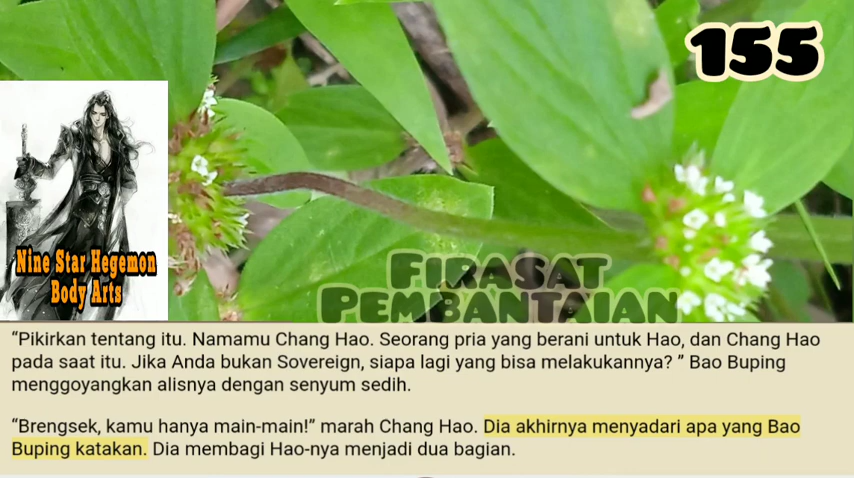 155
Nine Star Hegemon
Body Arts
FIRASAT
PEMBANTAIAN
“Pikirkan tentang itu. Namamu Chang Hao. Seorang pria yang berani untuk Hao, dan Chang Hao
pada saat itu. Jika Anda bukan Sovereign, siapa lagi yang bisa melakukannya? ” Bao Buping
menggoyangkan alisnya dengan senyum sedih.
“Brengsek, kamu hanya main-main!” marah Chang Hao. Dia akhirnya menyadari apa yang Bao
Buping katakan. Dia membagi Hao-nya menjadi dua bagian.